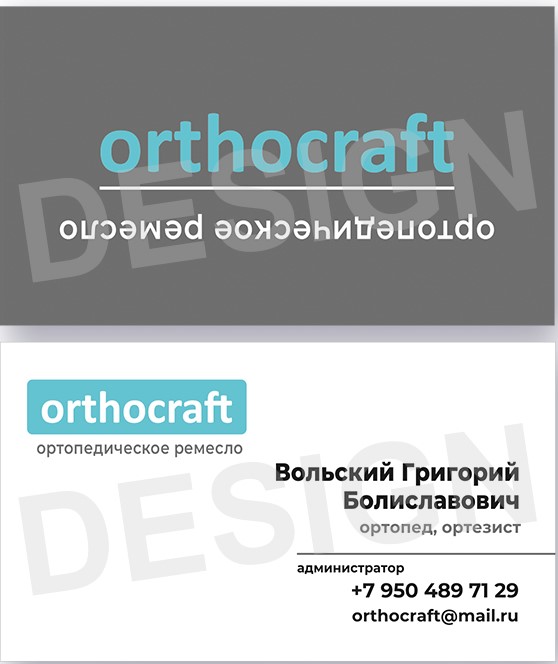 orthocraft
ортопедическое ремесло
DESIGN
orthocraft
ортопедическое ремесло
Вольский Григорий
Болиславович
ортопед, ортезист
DESIGN
администратор
+7 950 489 71 29
orthocraft@mail.ru